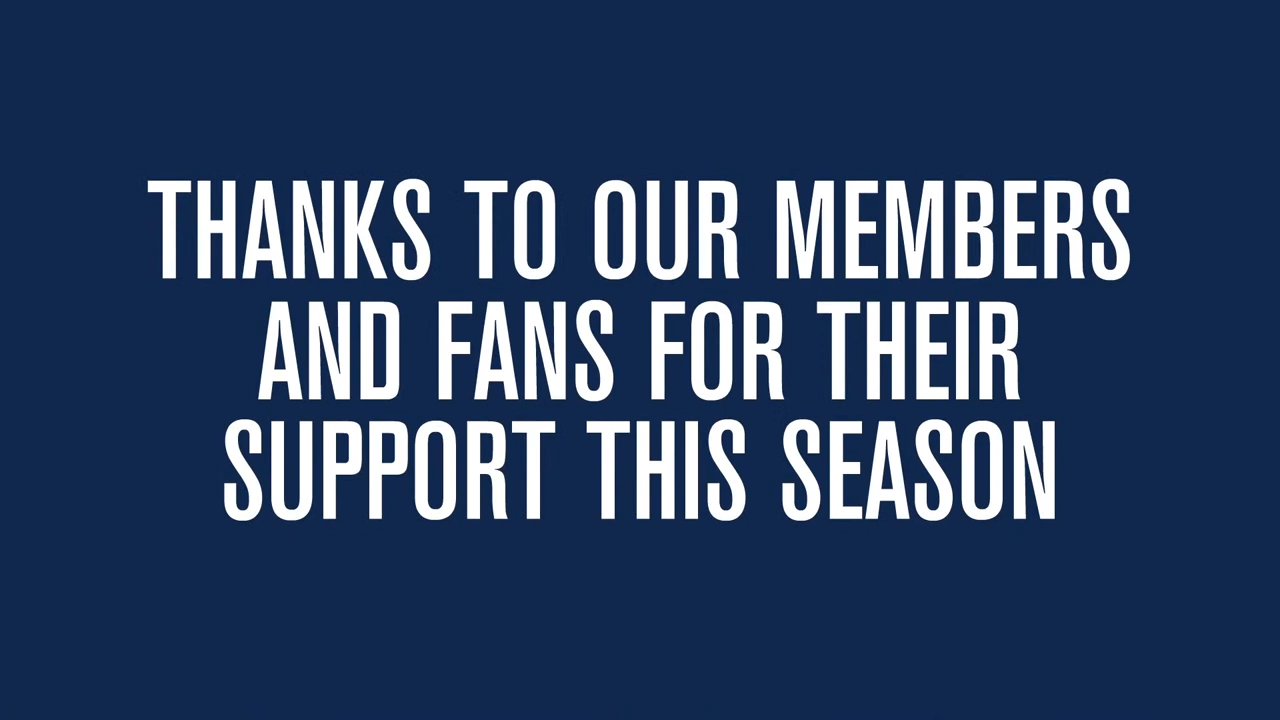 THANKS TO OUR MEMBERS
AND FANS FOR THEIR
SUPPORT THIS SEASON